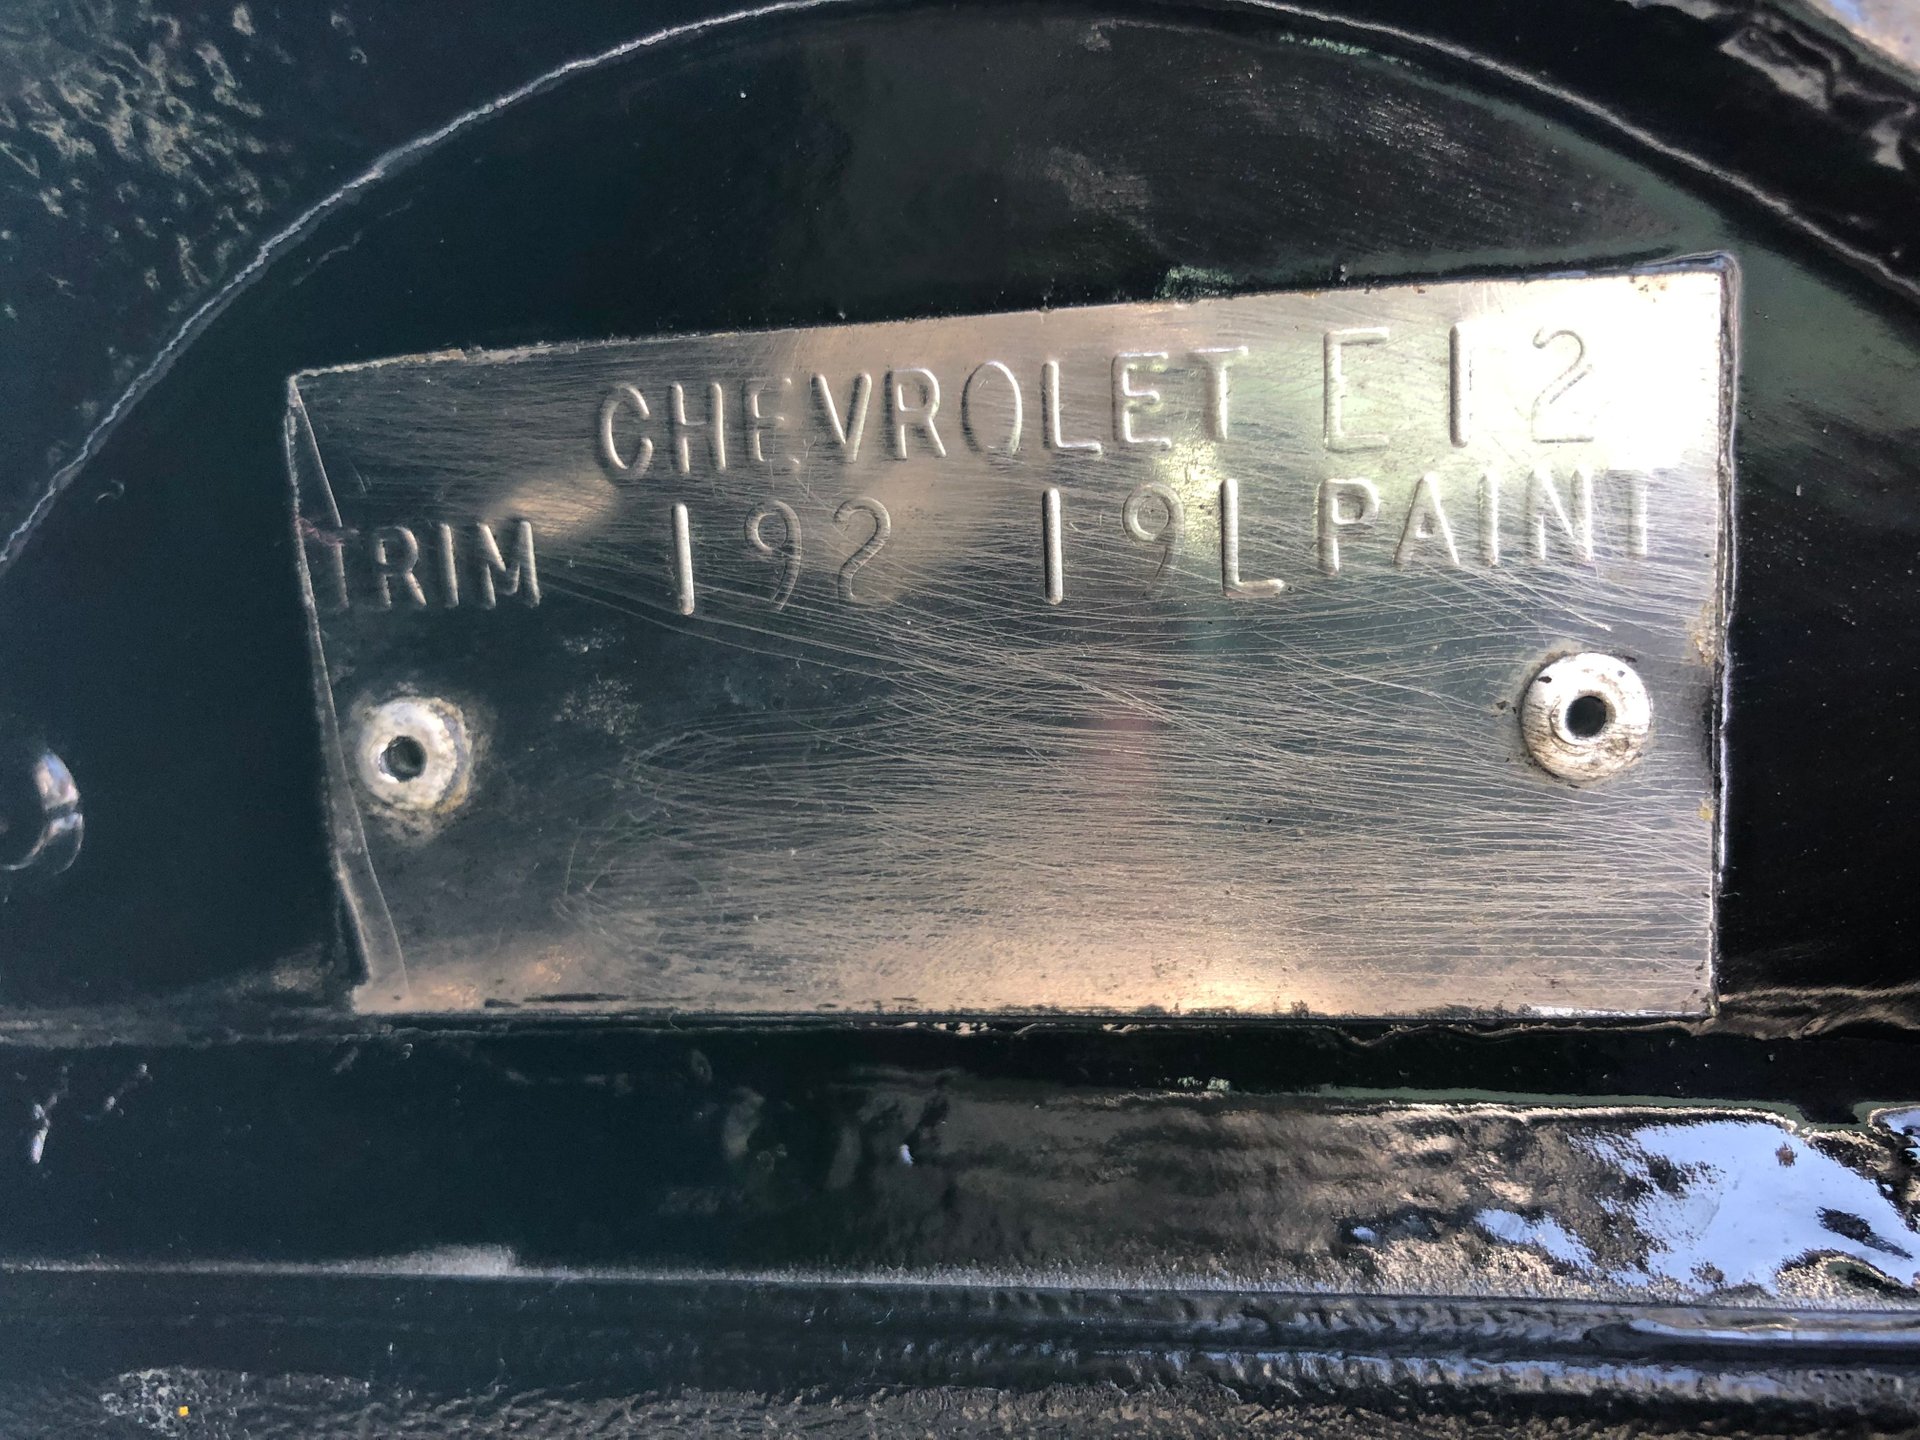 CHEVROLET E12
TRIM 192 19L PAINT